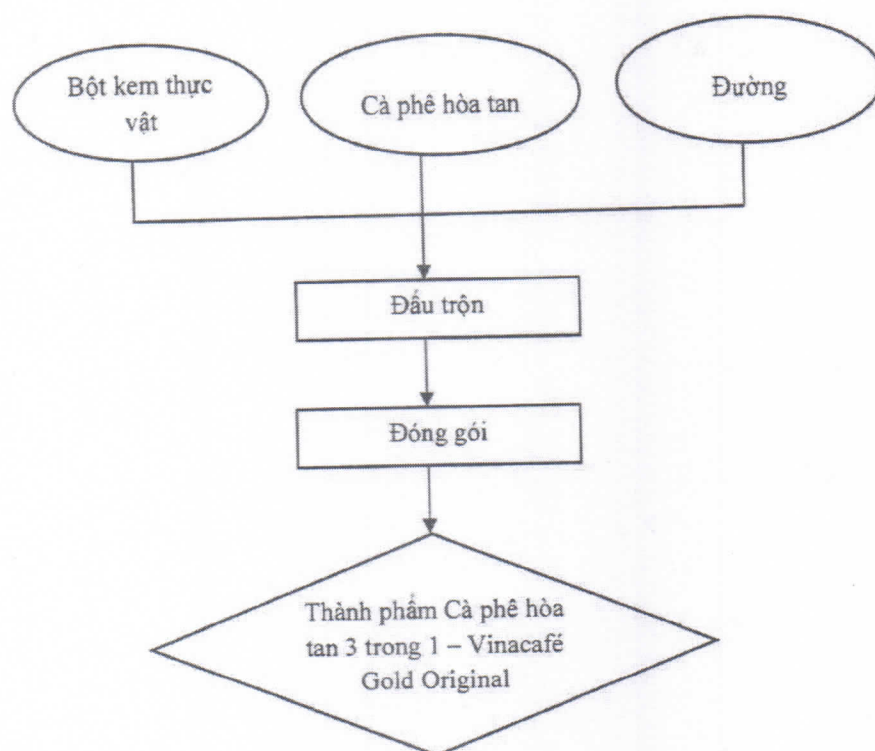 Bột kem thực
vật
Cà phê hòa tan
Đường
Đấu trộn
Đóng gói
Thành phẩm Cà phê hòa
tan 3 trong 1 – Vinacafé
Gold Original